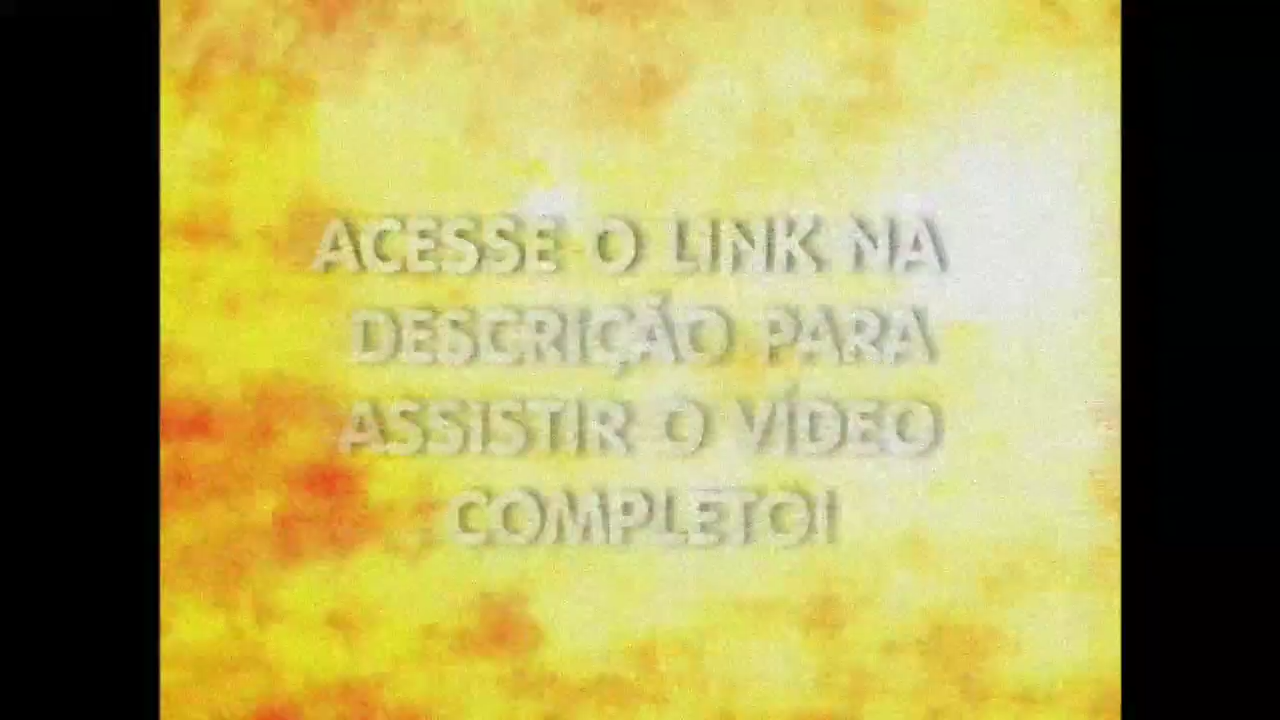 ACESSE O LINK NA
DESCRIÇÃO PARA
ASSISTIR O VÍDEO
COMPLETO!